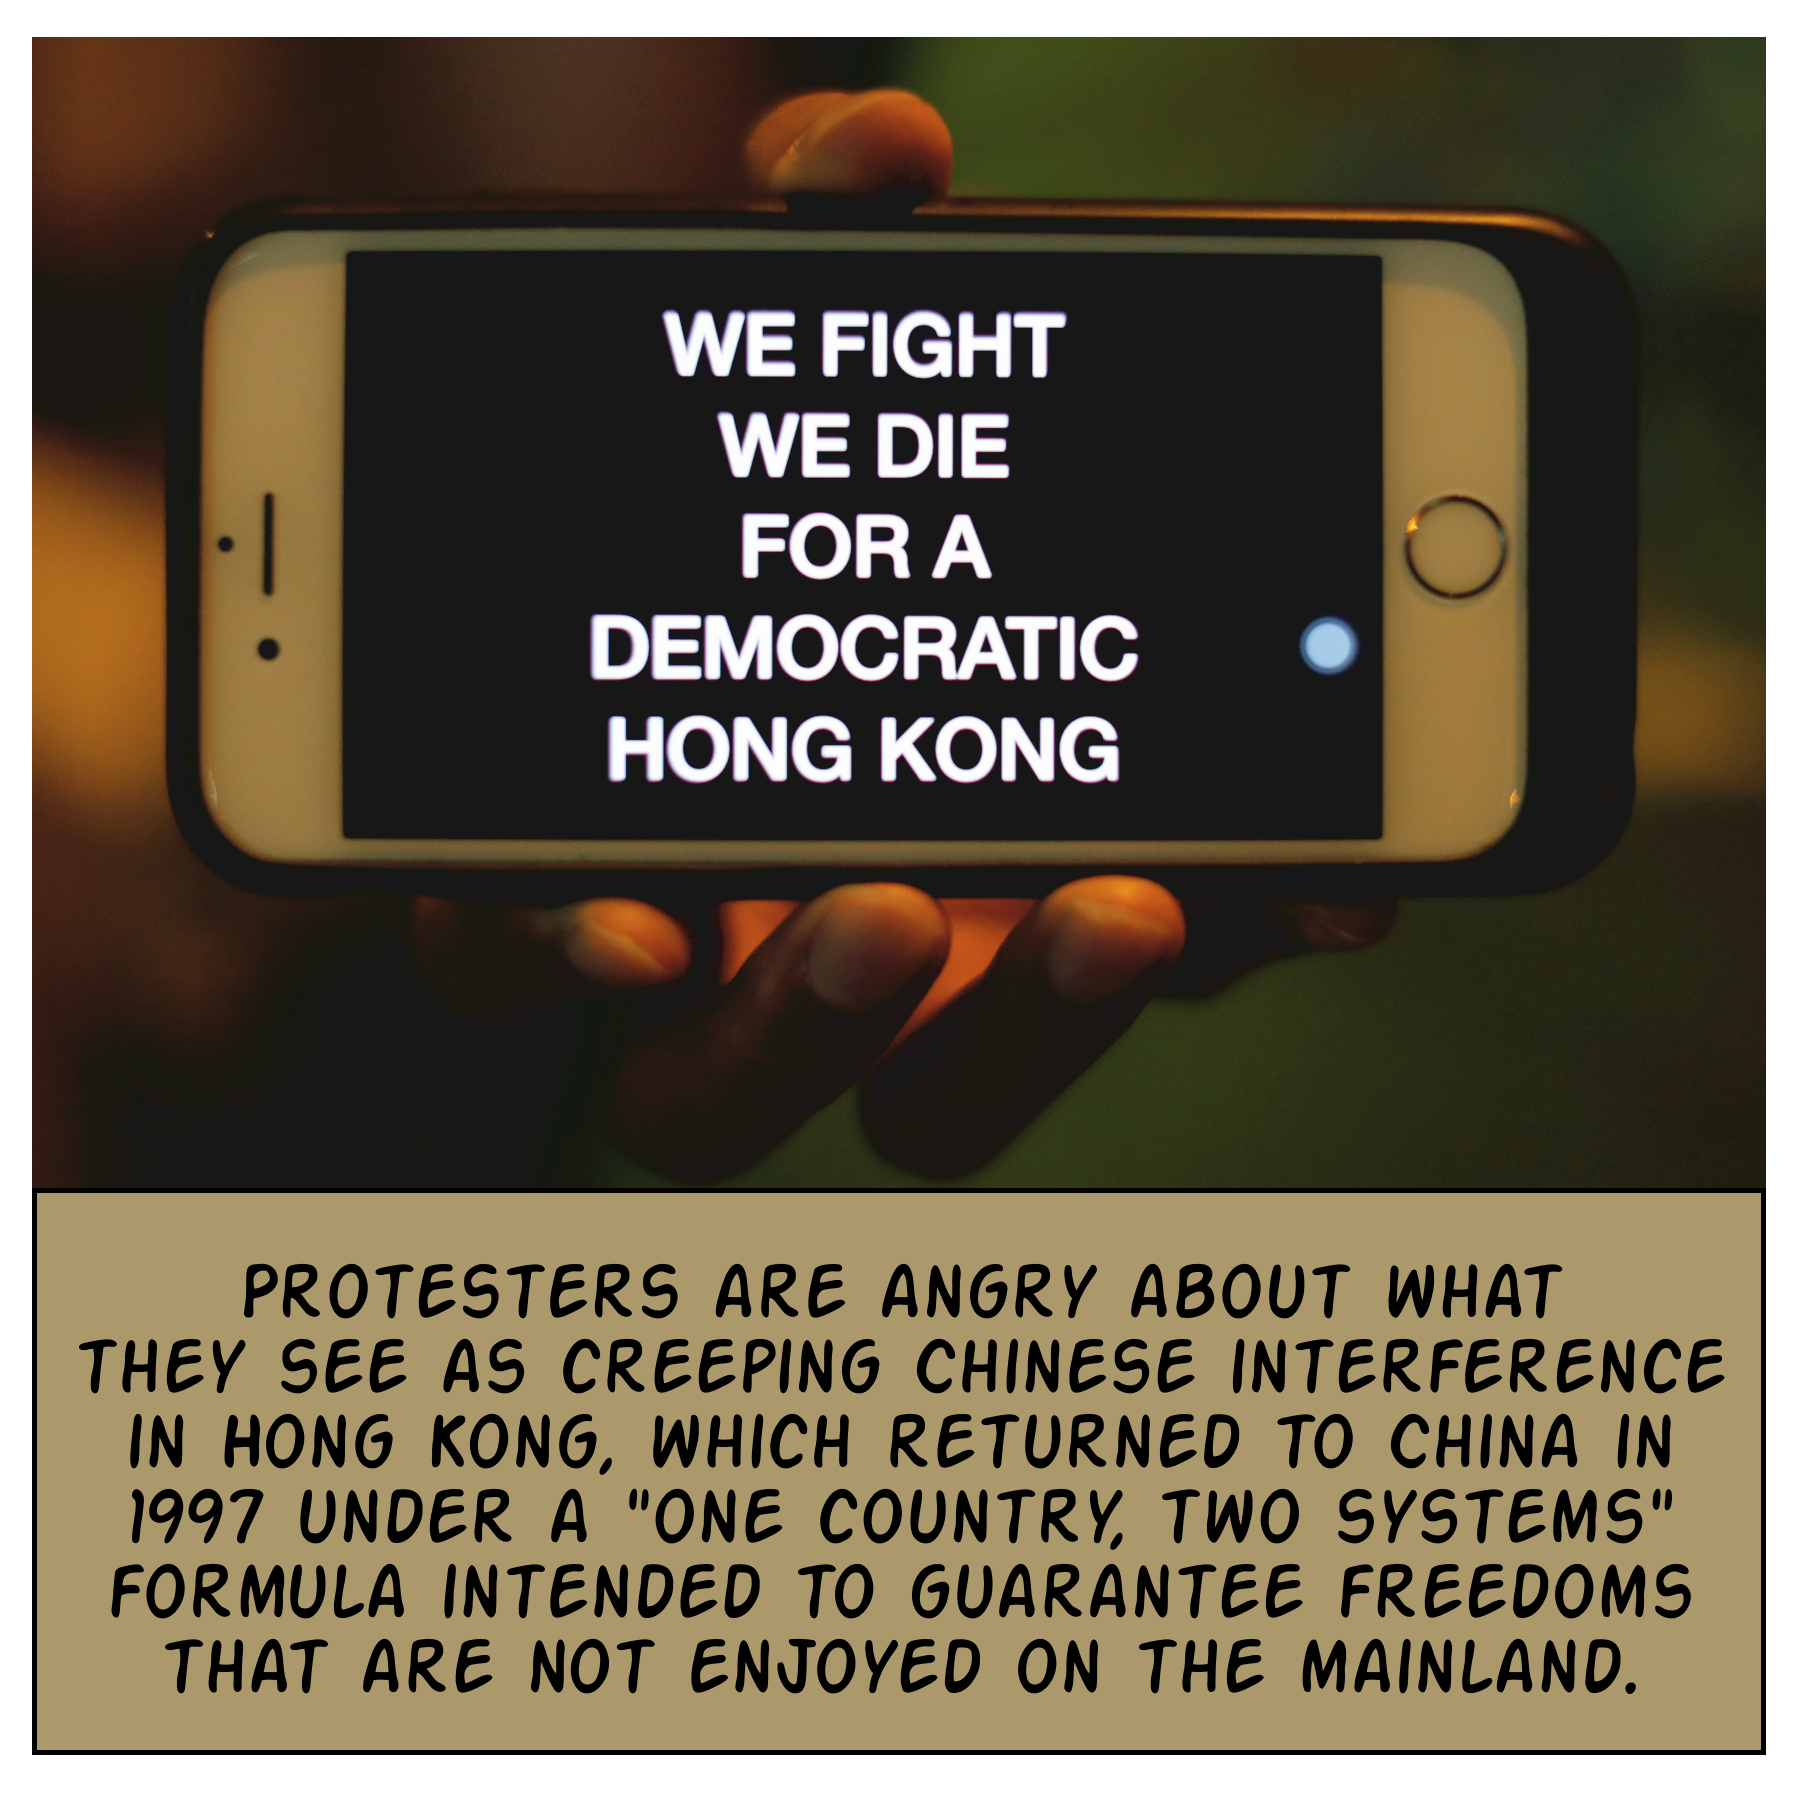 WE FIGHT
WE DIE
FOR A
DEMOCRATIC
HONG KONG
PROTESTERS ARE ANGRY ABOUT WHAT
THEY SEE AS CREEPING CHINESE INTERFERENCE
IN HONG KONG, WHICH RETURNED TO CHINA IN
1997 UNDER A "ONE COUNTRY, TWO SYSTEMS"
FORMULA INTENDED TO GUARANTEE FREEDOMS
THAT ARE NOT ENJOYED ON THE MAINLAND.